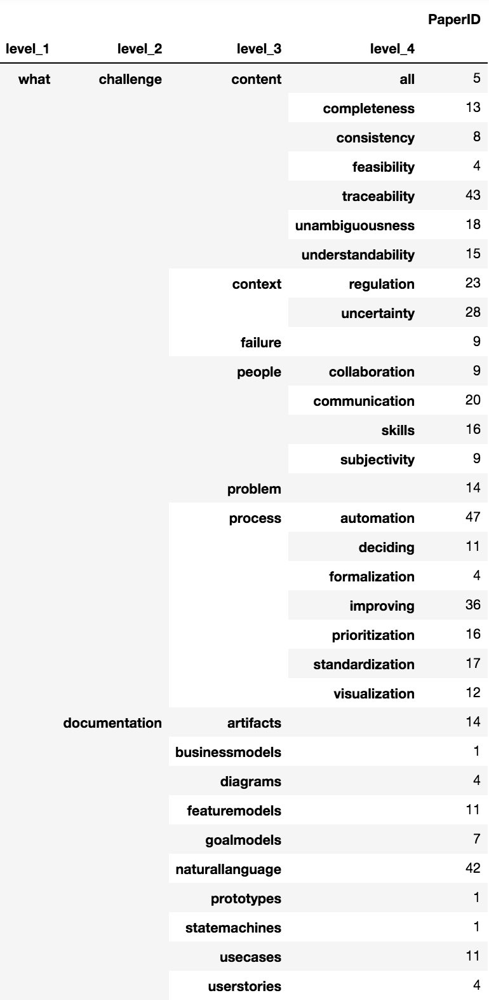 PaperID
level_1 level_2 level_3 level_4
what challenge content all 5
completeness 13
consistency 8
feasibility 4
traceability 43
unambiguousness 18
understandability 15
context regulation 23
uncertainty 28
failure 9
people collaboration 9
communication 20
skills 16
subjectivity 9
problem 14
process automation 47
deciding 11
formalization 4
improving 36
prioritization 16
standardization 17
visualization 12
documentation artifacts 14
businessmodels 1
diagrams 4
featuremodels 11
goalmodels 7
naturallanguage 42
prototypes 1
statemachines 1
usecases 11
userstories 4